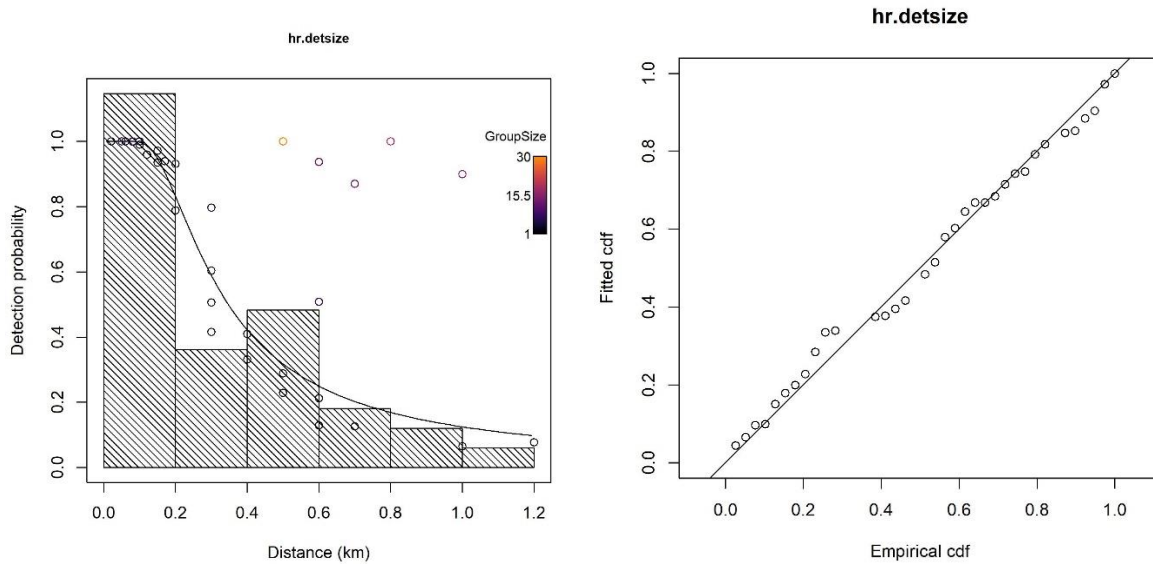 hr.detsize
Detection probability
1.0
0.8
0.6
0.4
0.2
0.0
GroupSize
30
15.5
1
0.0 0.2 0.4 0.6 0.8 1.0 1.2
Distance (km)
hr.detsize
Fitted cdf
1.0
0.8
0.6
0.4
0.2
0.0
0.0 0.2 0.4 0.6 0.8 1.0
Empirical cdf